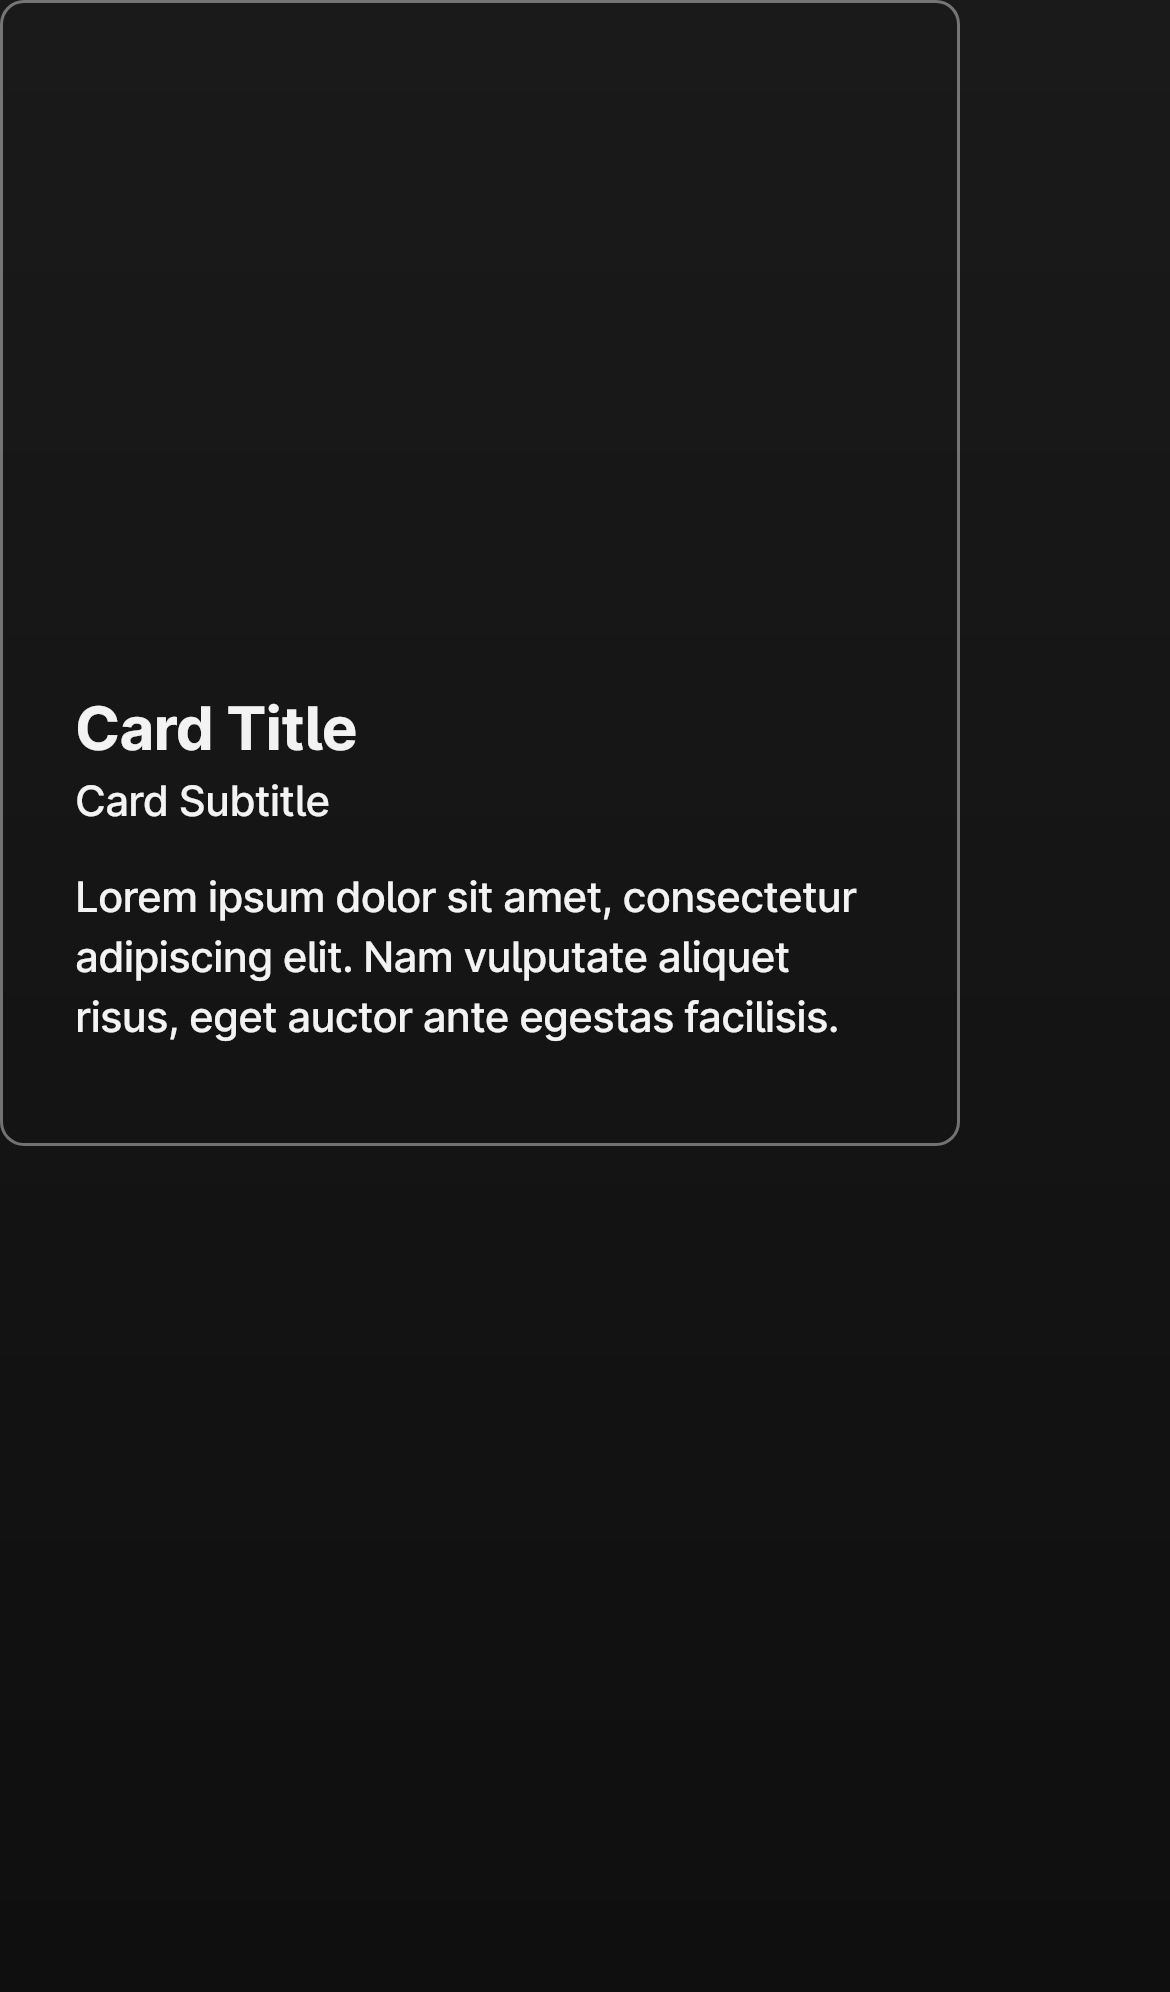 Card Title
Card Subtitle
Lorem ipsum dolor sit amet, consectetur
adipiscing elit. Nam vulputate aliquet
risus, eget auctor ante egestas facilisis.